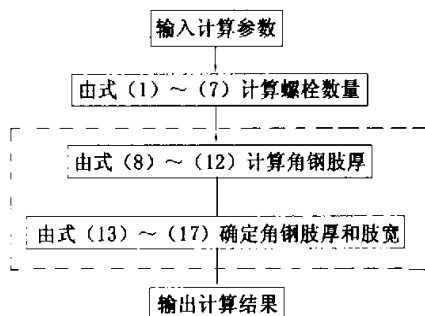 输入计算参数
由式（1）～（7）计算螺栓数量
由式（8）～（12）计算角钢肢厚
由式（13）～（17）确定角钢肢厚和肢宽
输出计算结果